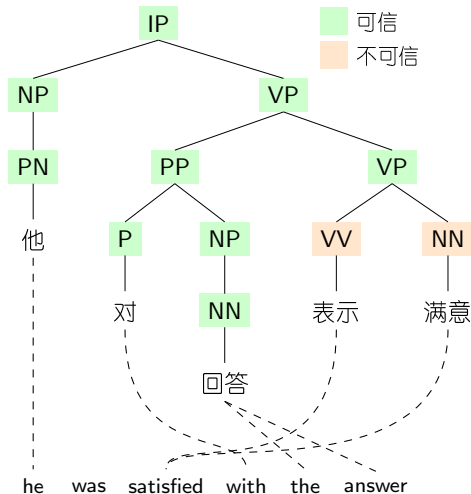 IP
可信
不可信
NP VP
PN PP VP
他 P NP VV NN
对 NN 表示 满意
回答
he was satisfied with the answer